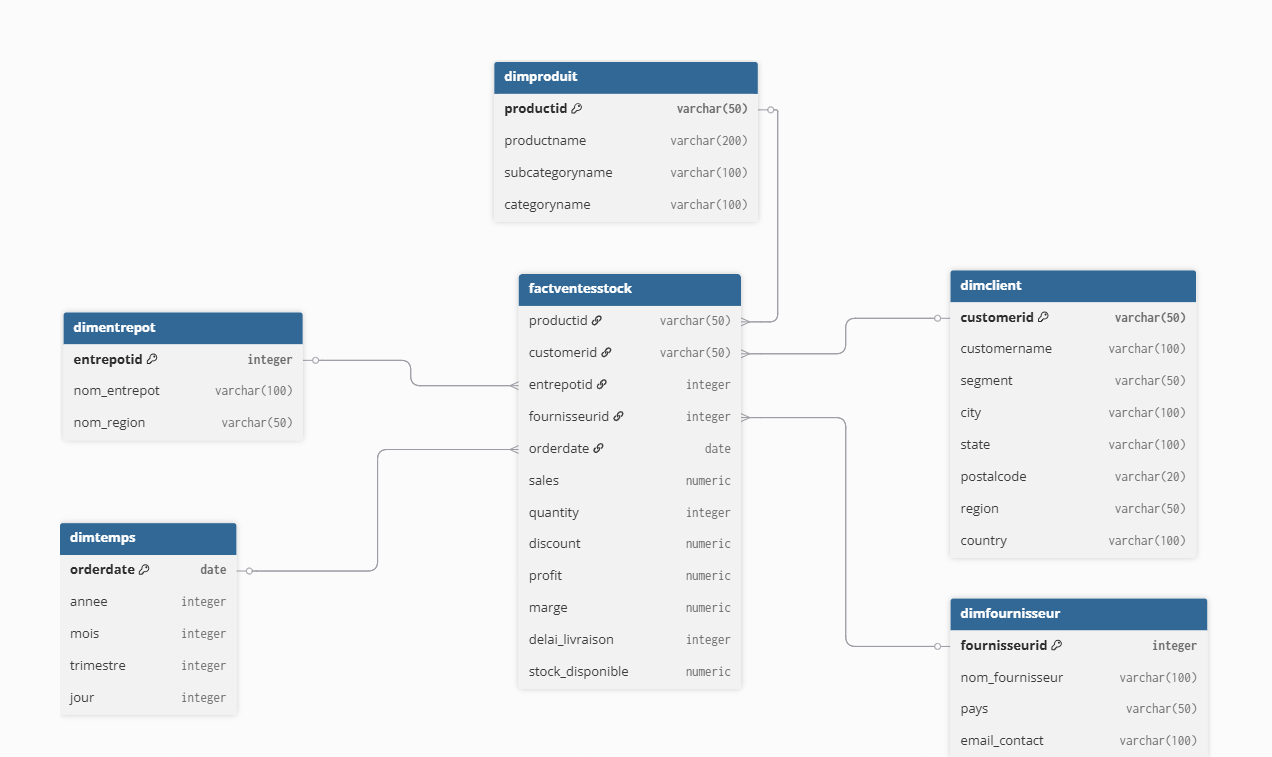 dimproduit
productid varchar(50)
productname varchar(200)
subcategoryname varchar(100)
categoryname varchar(100)
factventesstock
productid varchar(50)
customerid varchar(50)
entrepotid integer
fournisseurid integer
orderdate date
sales numeric
quantity integer
discount numeric
profit numeric
marge numeric
delai_livraison integer
stock_disponible numeric
dimentrepot
entrepotid integer
nom_entrepot varchar(100)
nom_region varchar(50)
dimtemps
orderdate date
annee integer
mois integer
trimestre integer
jour integer
dimclient
customerid varchar(50)
customername varchar(100)
segment varchar(50)
city varchar(100)
state varchar(100)
postalcode varchar(20)
region varchar(50)
country varchar(100)
dimfournisseur
fournisseurid integer
nom_fournisseur varchar(100)
pays varchar(50)
email_contact varchar(100)